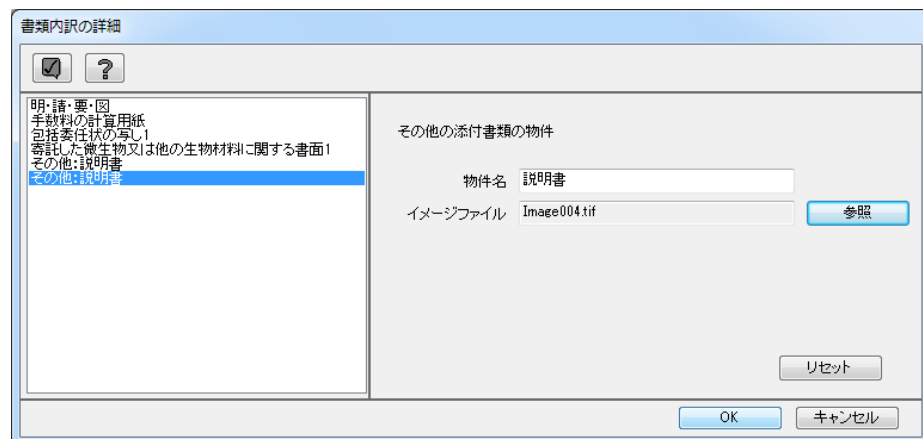 書類内訳の詳細
?
明・請・要・図
手数料の計算用紙
包括委任状の写し1
寄託した微生物又は他の生物材料に関する書面1
その他:説明書
その他:説明書
その他の添付書類の物件
物件名 説明書
イメージファイル Image004.tif 参照
リセット
OK キャンセル